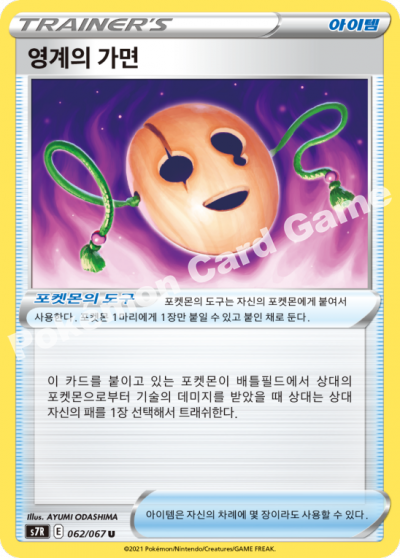 TRAINER'S 아이템
영계의 가면
포켓몬의 도구 포켓몬의 도구는 자신의 포켓몬에게 붙여서
사용한다. 포켓몬 1마리에게 1장만 붙일 수 있고 붙인 채로 둔다.
이 카드를 붙이고 있는 포켓몬이 배틀필드에서 상대의
포켓몬으로부터 기술의 데미지를 받았을 때 상대는 상대
자신의 패를 1장 선택해서 트래쉬한다.
Pokémon Card Game
Illus. AYUMI ODASHIMA
s7R E 062/067 U
아이템은 자신의 차례에 몇 장이라도 사용할 수 있다.
©2021 Pokémon/Nintendo/Creatures/GAME FREAK.